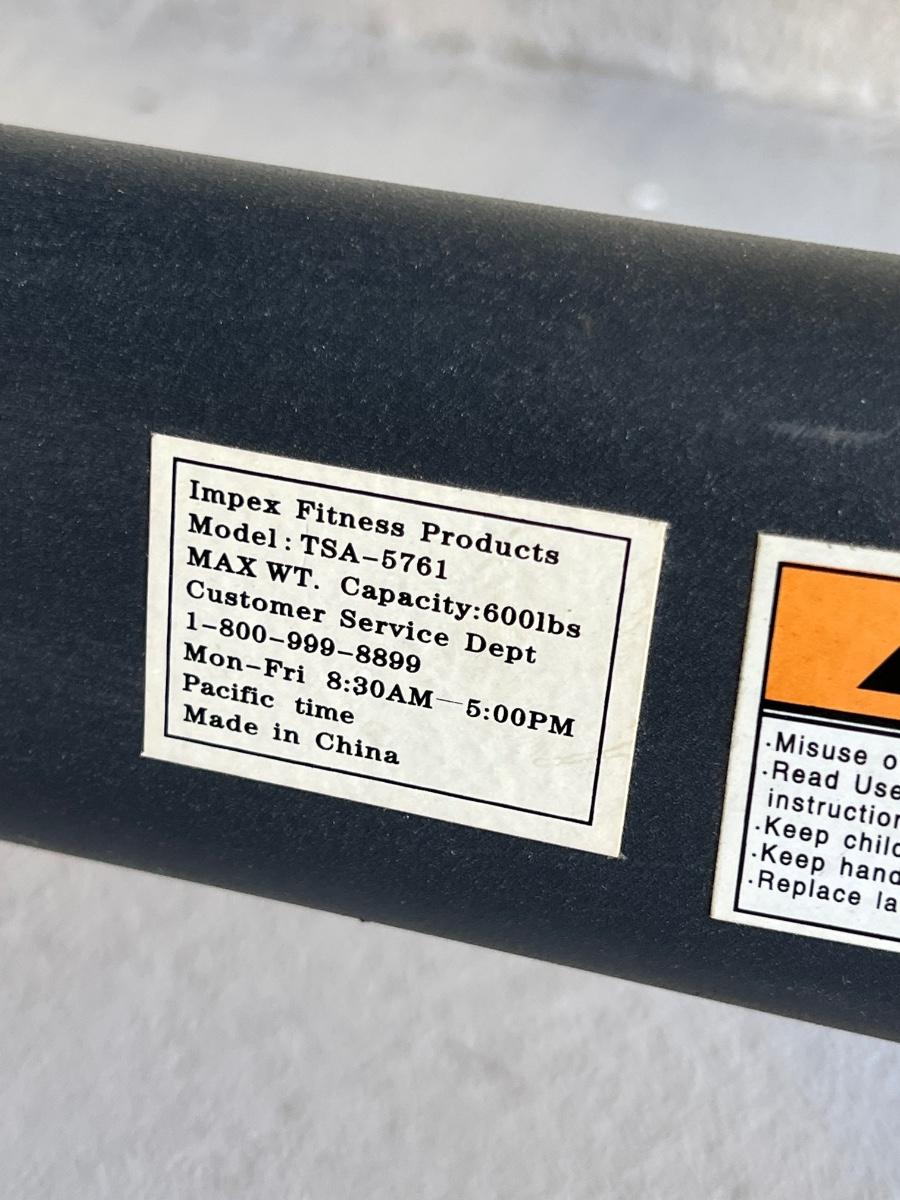 Impex Fitness Products
Model: TSA-5761
MAX WT. Capacity:600lbs
Customer Service Dept
1-800-999-8899
Mon-Fri 8:30AM—5:00PM
Pacific time
Made in China
·Misuse
·Read
·Keep
·Keep
·Replace